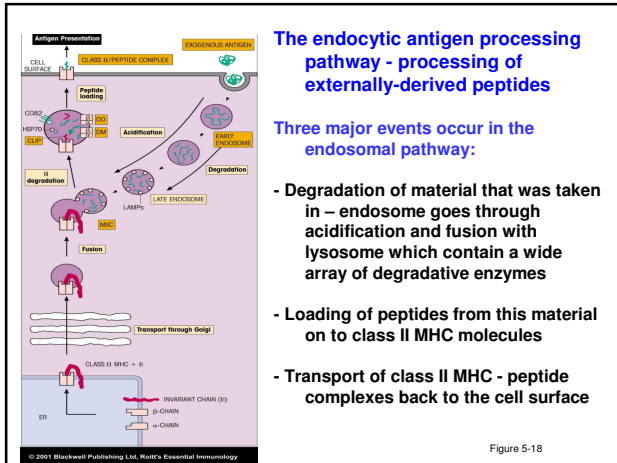 Antigen Presentation
CELL
SURFACE
CLASS II/PEPTIDE COMPLEX
EXOGENOUS ANTIGEN
Peptide
loading
CD82
HSP70
CLIP
DO
DM
Acidification
EARLY
ENDOSOME
Ii
degradation
Degradation
LATE ENDOSOME
LAMPs
MIIC
Fusion
Transport through Golgi
CLASS II MHC + Ii
INVARIANT CHAIN (Ii)
β-CHAIN
α-CHAIN
ER
© 2001 Blackwell Publishing Ltd, Roitt's Essential Immunology
The endocytic antigen processing
pathway - processing of
externally-derived peptides
Three major events occur in the
endosomal pathway:
- Degradation of material that was taken
in – endosome goes through
acidification and fusion with
lysosome which contain a wide
array of degradative enzymes
- Loading of peptides from this material
on to class II MHC molecules
- Transport of class II MHC - peptide
complexes back to the cell surface
Figure 5-18